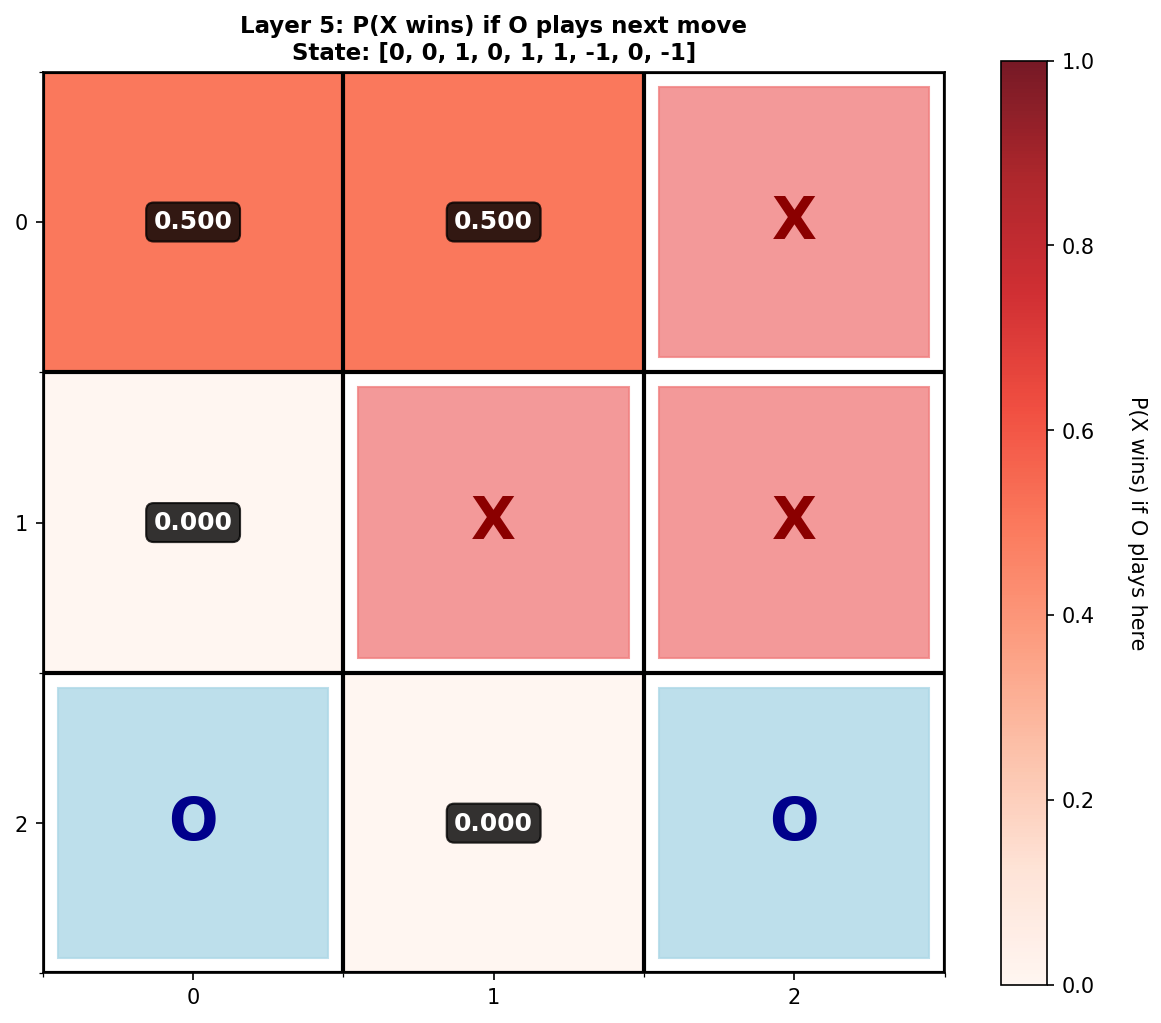 Layer 5: P(X wins) if O plays next move
State: [0, 0, 1, 0, 1, 1, -1, 0, -1]
0
0.500
0.500
X
1
0.000
X
X
2
O
0.000
O
0
1
2
1.0
0.8
0.6
0.4
0.2
0.0
P(X wins) if O plays here